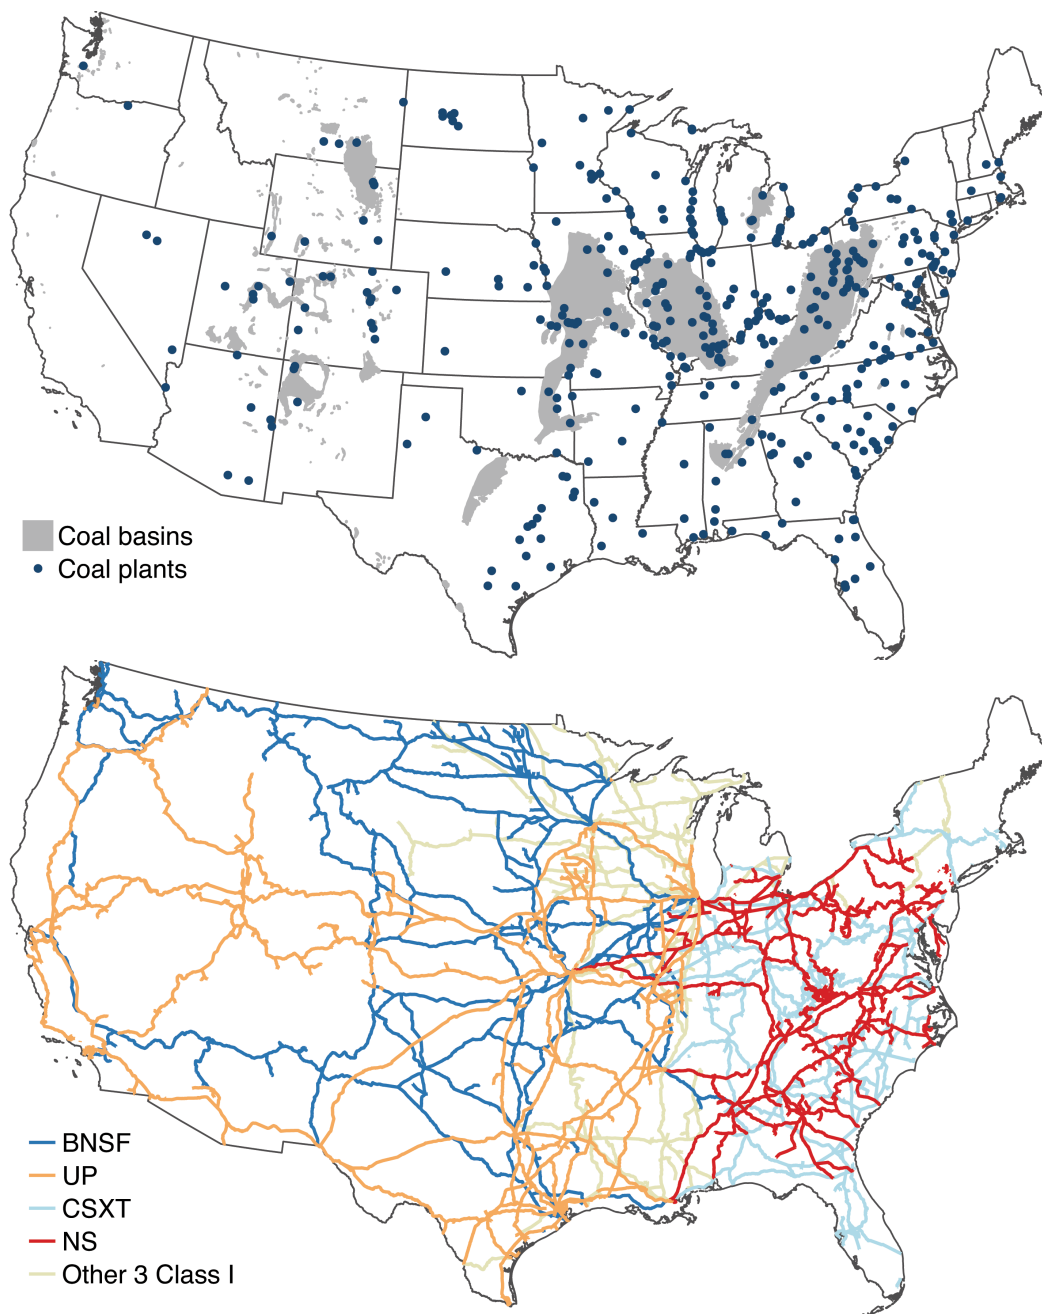 Coal basins
Coal plants
BNSF
UP
CSXT
NS
Other 3 Class I